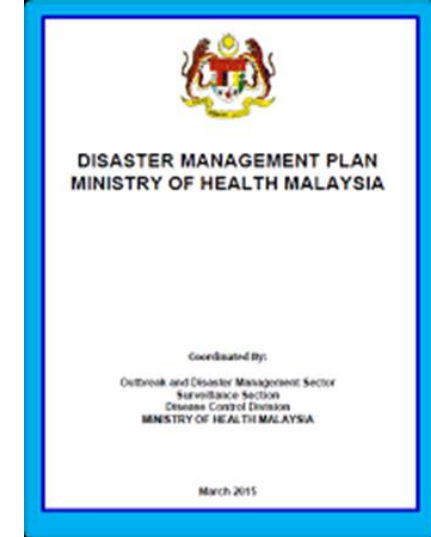 DISASTER MANAGEMENT PLAN
MINISTRY OF HEALTH MALAYSIA
Coordinated By:
Outbreak and Disaster Management Sector
Surveillance Section
Disease Control Division
MINISTRY OF HEALTH MALAYSIA
March 2015